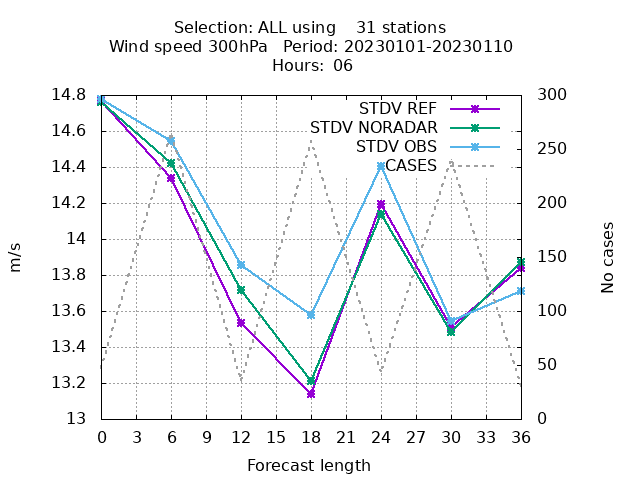 Selection: ALL using    31 stations
Wind speed 300hPa   Period: 20230101-20230110
Hours:  06
14.8
14.6
14.4
14.2
14
13.8
13.6
13.4
13.2
13
300
250
200
150
100
50
0
STDV REF
STDV NORADAR
STDV OBS
CASES
m/s
No cases
0 3 6 9 12 15 18 21 24 27 30 33 36
Forecast length